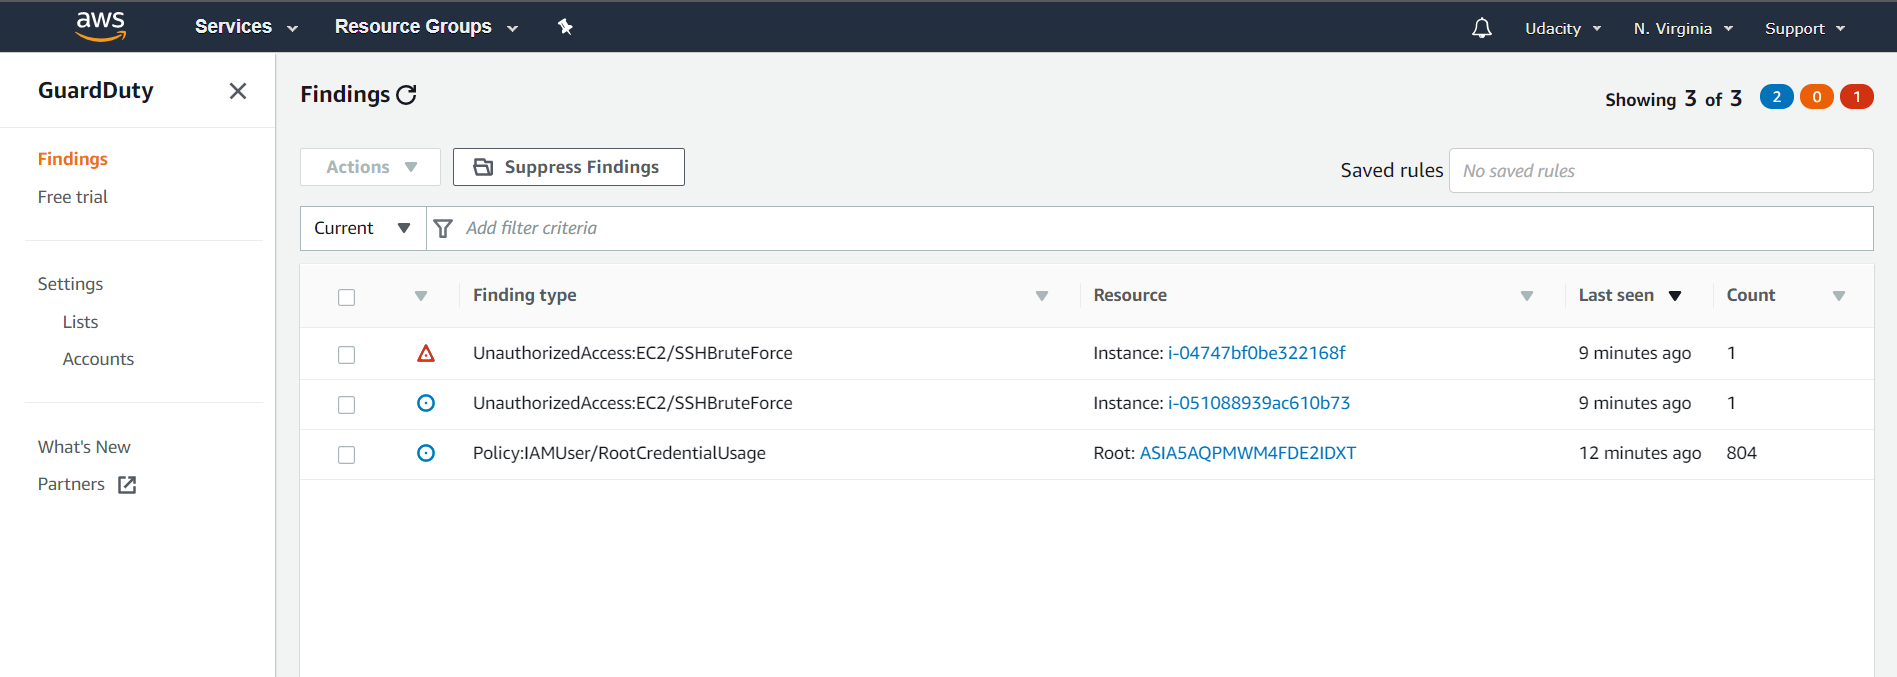 aws Services Resource Groups Udacity N. Virginia Support
GuardDuty
Findings
Free trial
Settings
Lists
Accounts
What's New
Partners
Findings
Showing 3 of 3 2 0 1
Actions Suppress Findings Saved rules No saved rules
Current Add filter criteria
Finding type Resource Last seen Count
UnauthorizedAccess:EC2/SSHBruteForce Instance: i-04747bf0be322168f 9 minutes ago 1
UnauthorizedAccess:EC2/SSHBruteForce Instance: i-051088939ac610b73 9 minutes ago 1
Policy:IAMUser/RootCredentialUsage Root: ASIA5AQPMWM4FDE2IDXT 12 minutes ago 804